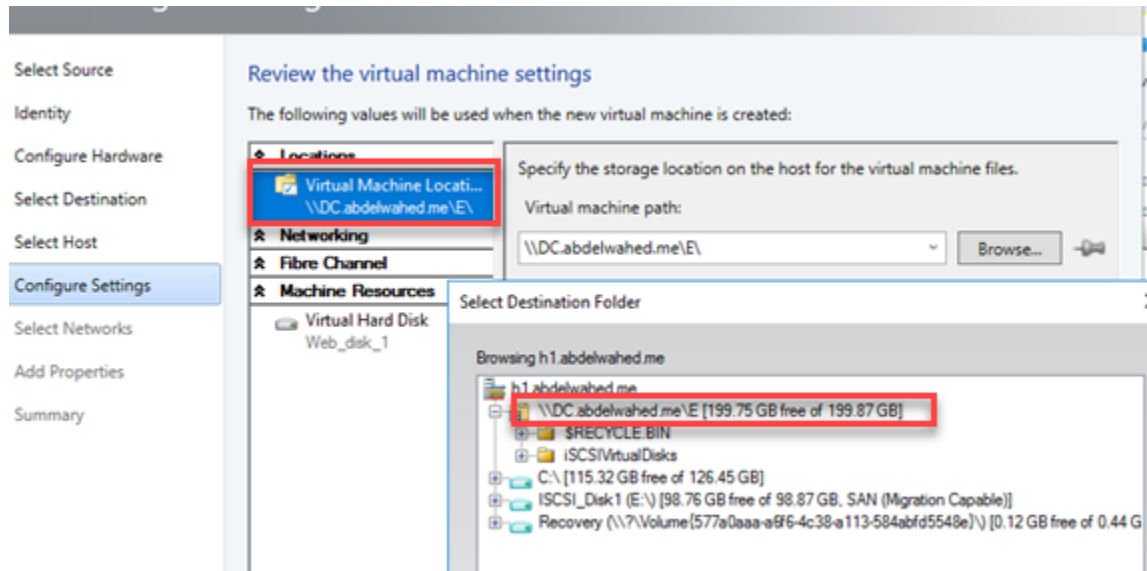 Select Source
Identity
Configure Hardware
Select Destination
Select Host
Configure Settings
Select Networks
Add Properties
Summary
Review the virtual machine settings
The following values will be used when the new virtual machine is created:
Locations
Virtual Machine Locati...
\\DC.abdelwahed.me\E\
Networking
Fibre Channel
Machine Resources
Virtual Hard Disk
Web_disk_1
Specify the storage location on the host for the virtual machine files.
Virtual machine path:
\\DC.abdelwahed.me\E\
Browse...
Select Destination Folder
Browsing h1.abdelwahed.me
h1.abdelwahed.me
\\DC.abdelwahed.me\E [199.75 GB free of 199.87 GB]
$RECYCLE.BIN
iSCSIVirtualDisks
C:\ [115.32 GB free of 126.45 GB]
ISCSI_Disk1 (E:\) [98.76 GB free of 98.87 GB, SAN (Migration Capable)]
Recovery (\\?\Volume{577a0aaa-a6f6-4c38-a113-584abfd5548e}\) [0.12 GB free of 0.44 G